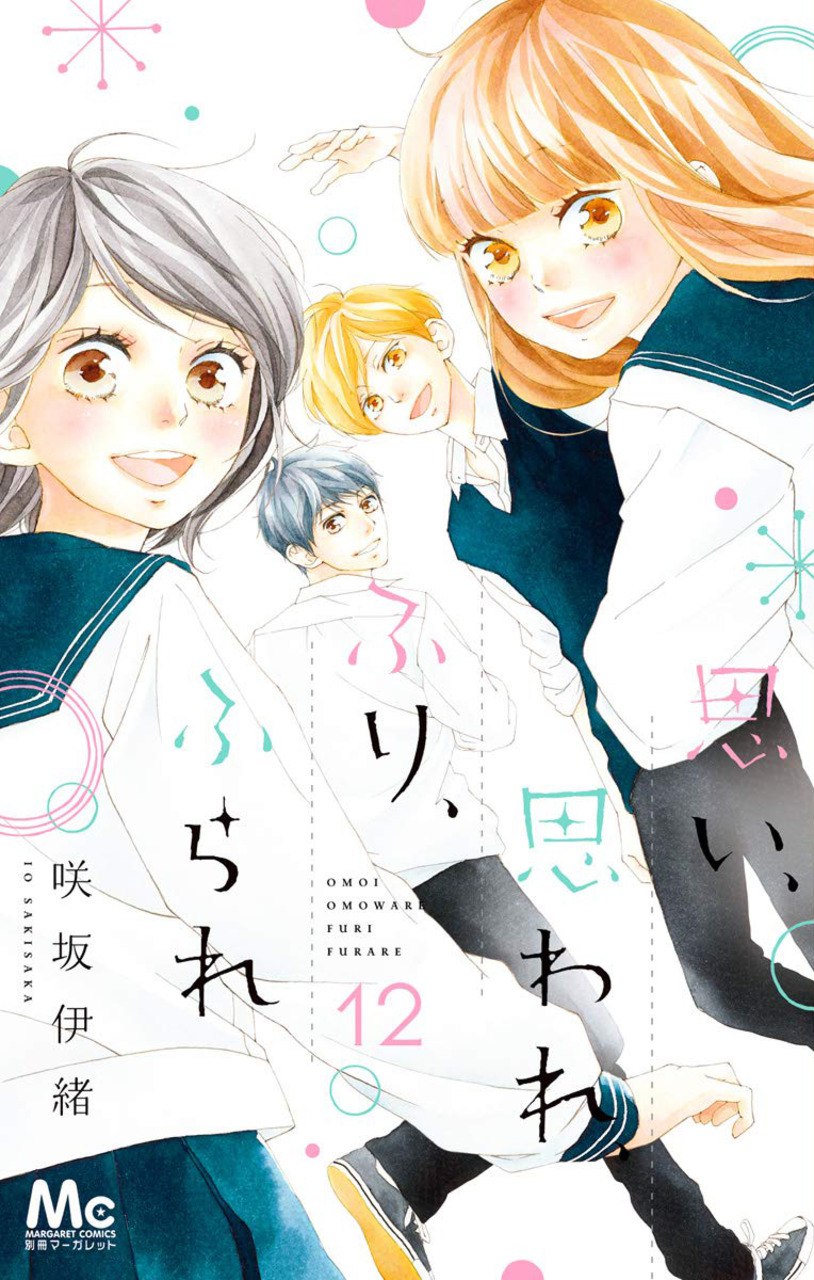 思い、
思われ、
ふり、
ふられ
OMOI
OMOWARE
FURI
FURARE
12
咲坂伊緒
IO SAKISAKA
Mc
MARGARET COMICS
別冊マーガレット